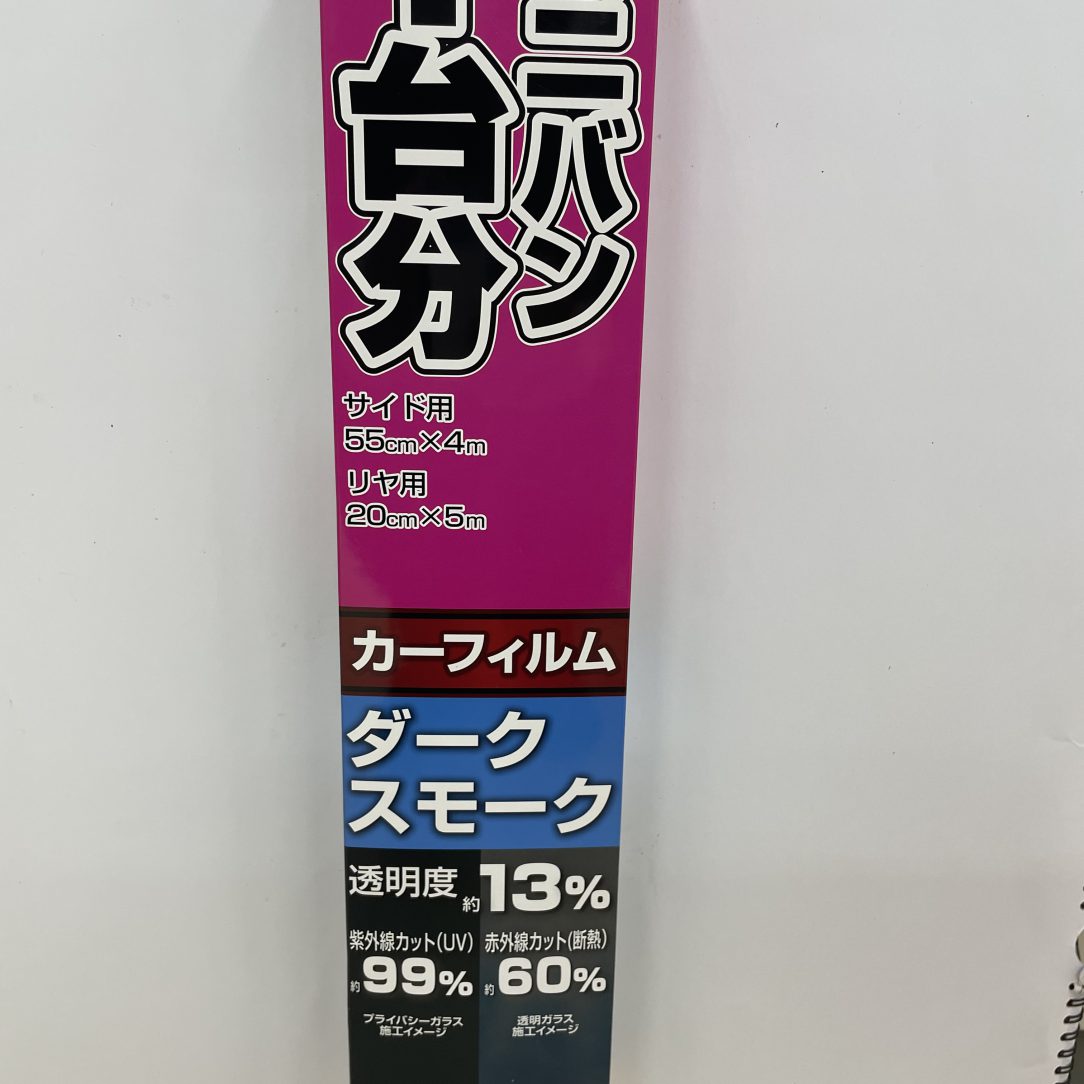 ニバン
台分
サイド用
55cm×4m
リヤ用
20cm×5m
カーフィルム
ダーク
スモーク
透明度 約13%
紫外線カット(UV)
約99%
赤外線カット(断熱)
約60%
プライバシーガラス
施工イメージ
透明ガラス
施工イメージ